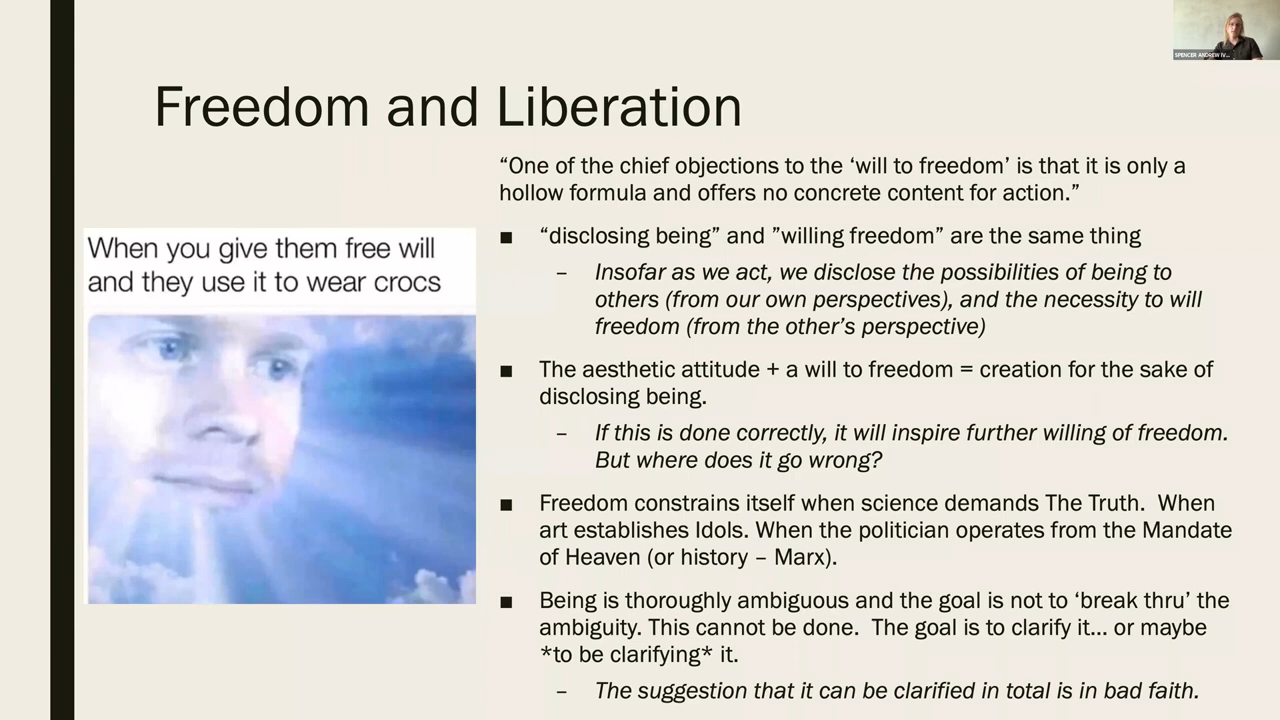 SPENCER ANDREW IV...
Freedom and Liberation
“One of the chief objections to the ‘will to freedom’ is that it is only a
hollow formula and offers no concrete content for action.”
When you give them free will
and they use it to wear crocs
■ “disclosing being” and ”willing freedom” are the same thing
– Insofar as we act, we disclose the possibilities of being to
others (from our own perspectives), and the necessity to will
freedom (from the other’s perspective)
■ The aesthetic attitude + a will to freedom = creation for the sake of
disclosing being.
– If this is done correctly, it will inspire further willing of freedom.
But where does it go wrong?
■ Freedom constrains itself when science demands The Truth.  When
art establishes Idols. When the politician operates from the Mandate
of Heaven (or history – Marx).
■ Being is thoroughly ambiguous and the goal is not to ‘break thru’ the
ambiguity. This cannot be done.  The goal is to clarify it... or maybe
*to be clarifying* it.
– The suggestion that it can be clarified in total is in bad faith.